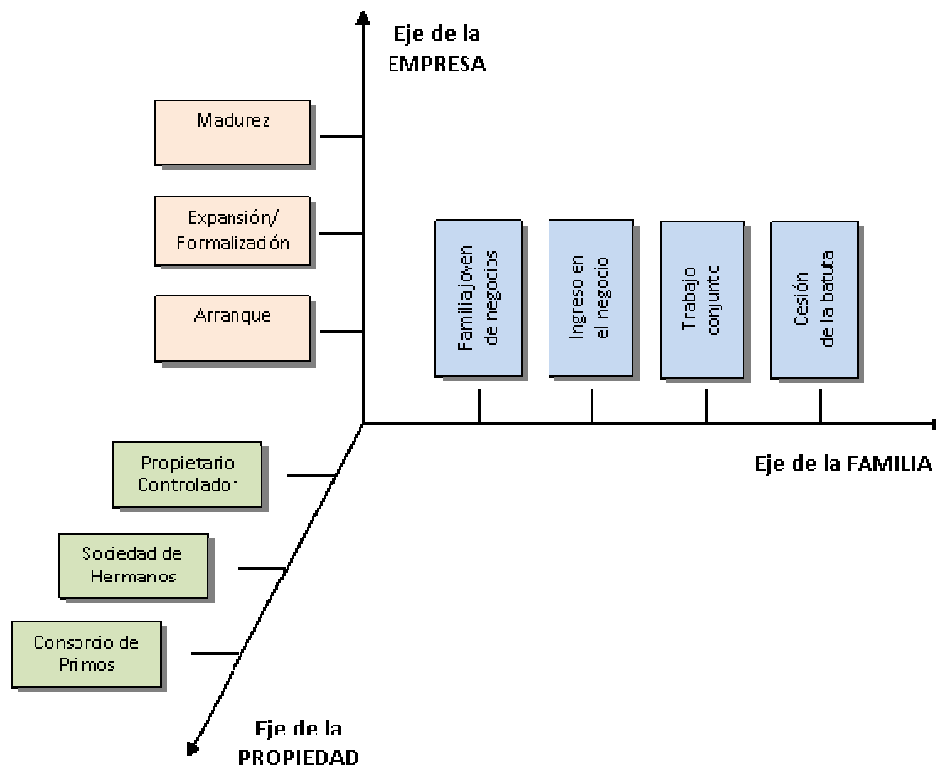 Eje de la
EMPRESA
Madurez
Expansión/
Formalización
Arranque
Familia joven
de negocios
Ingreso en
el negocio
Trabajo
conjunto
Cesión
de la batuta
Eje de la FAMILIA
Propietario
Controlador
Sociedad de
Hermanos
Consorcio de
Primos
Eje de la
PROPIEDAD